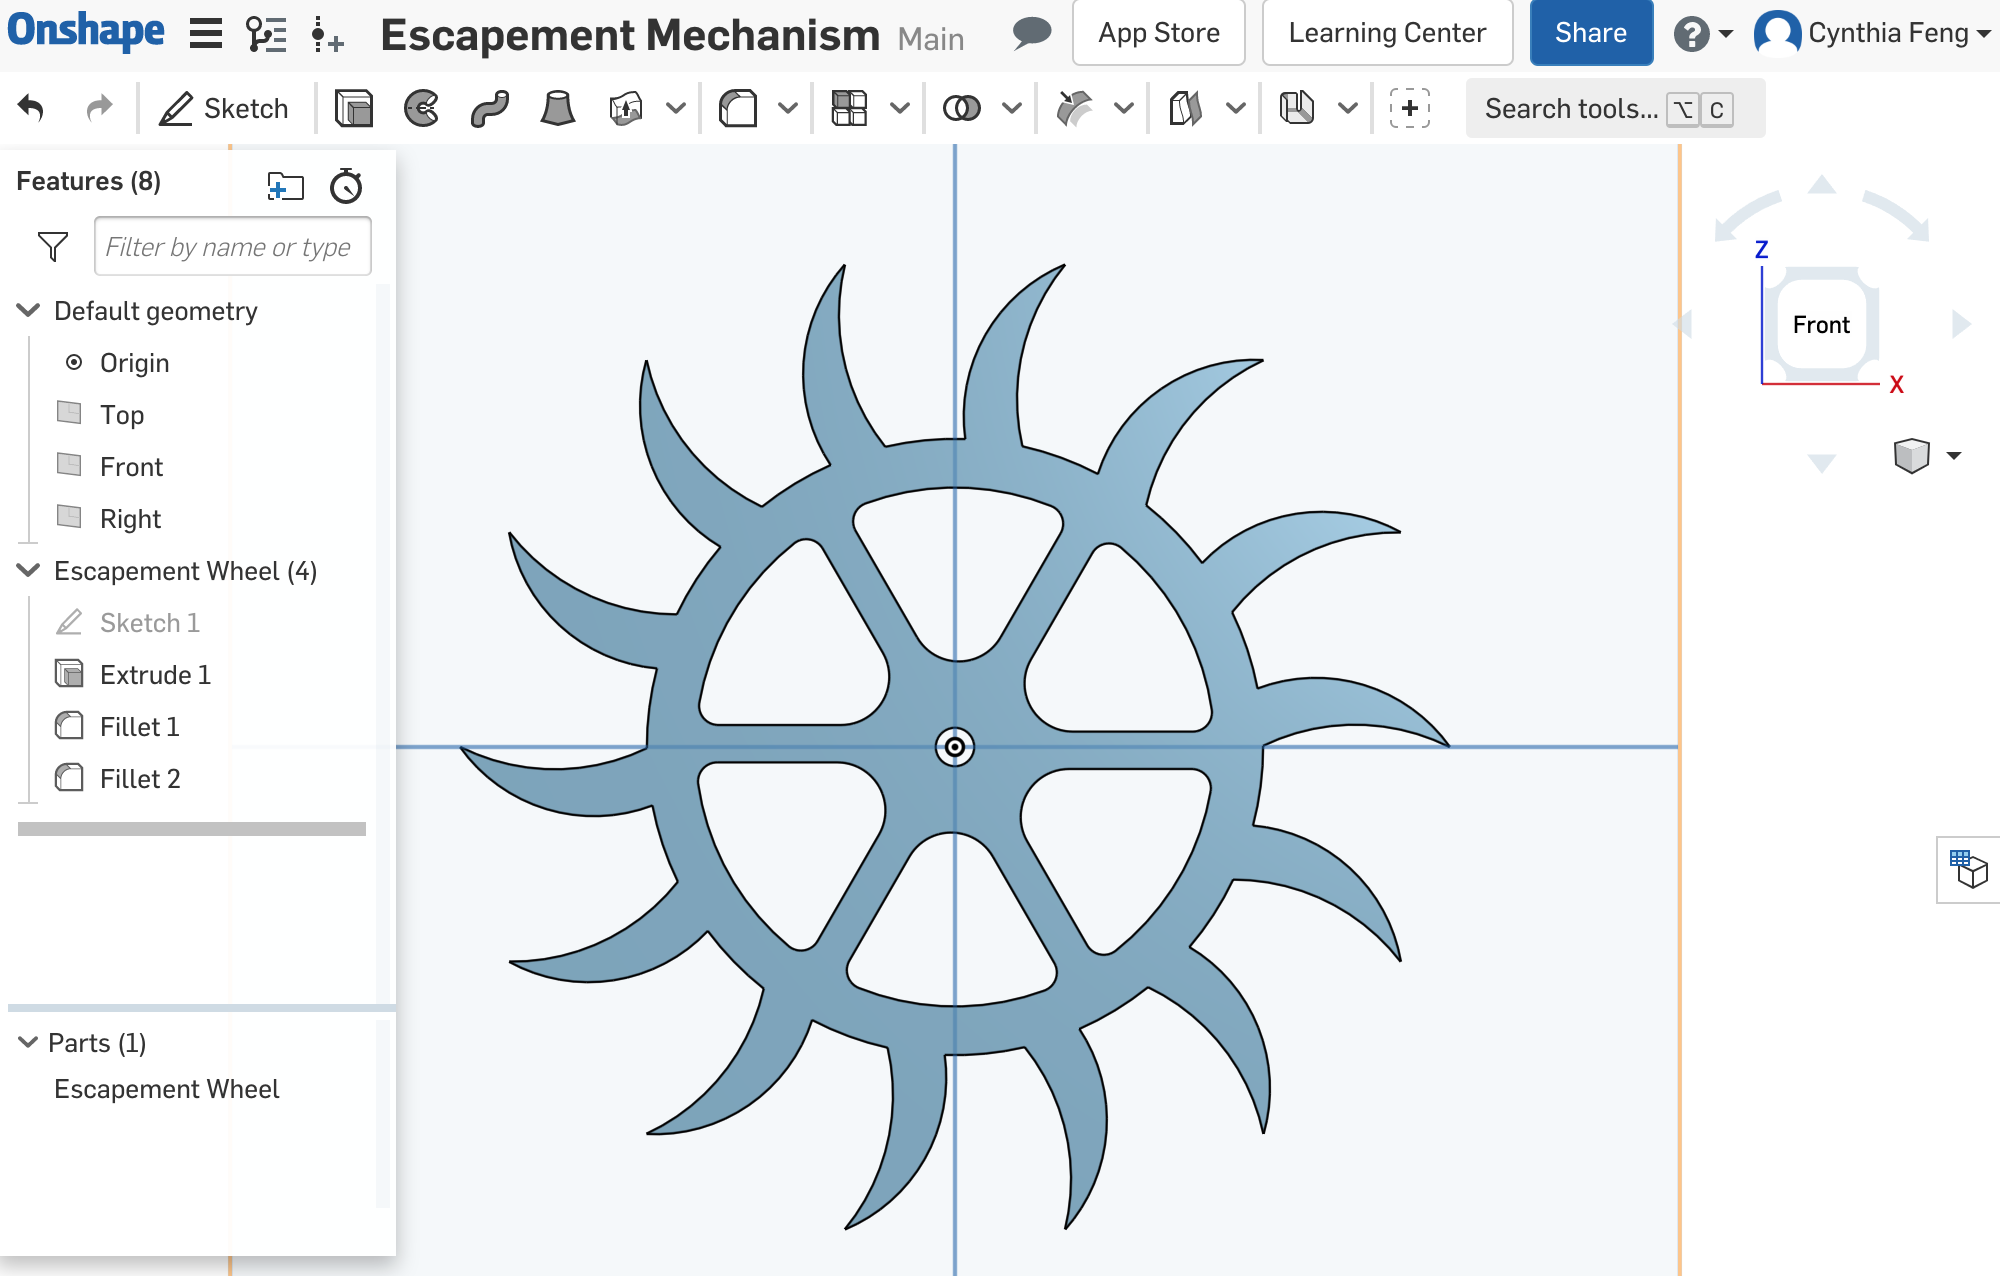 Onshape
Escapement Mechanism Main
App Store
Learning Center
Share
?
Cynthia Feng
Sketch
Search tools... ⌥ C
Features (8)
Filter by name or type
Default geometry
Origin
Top
Front
Right
Escapement Wheel (4)
Sketch 1
Extrude 1
Fillet 1
Fillet 2
Parts (1)
Escapement Wheel
Z
Front
X